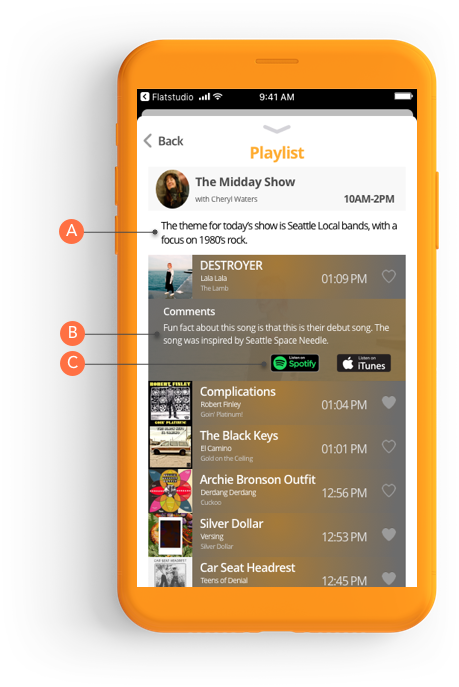 Flatstudio
9:41 AM
Back
Playlist
The Midday Show
with Cheryl Waters
10AM-2PM
A
The theme for today's show is Seattle Local bands, with a
focus on 1980's rock.
DESTROYER
Lala Lala
The Lamb
01:09 PM
Comments
B
Fun fact about this song is that this is their debut song. The
song was inspired by Seattle Space Needle.
C
Listen on
Spotify
Listen on
iTunes
ROBERT FINLEY
GOIN' PLATINUM!
Complications
Robert Finley
Goin' Platinum!
01:04 PM
The Black Keys
El Camino
Gold on the Ceiling
01:01 PM
Archie Bronson Outfit
Derdang Derdang
Cuckoo
12:56 PM
Silver Dollar
Versing
Silver Dollar
12:53 PM
CAR SEAT HEADREST
Car Seat Headrest
Teens of Denial
12:45 PM